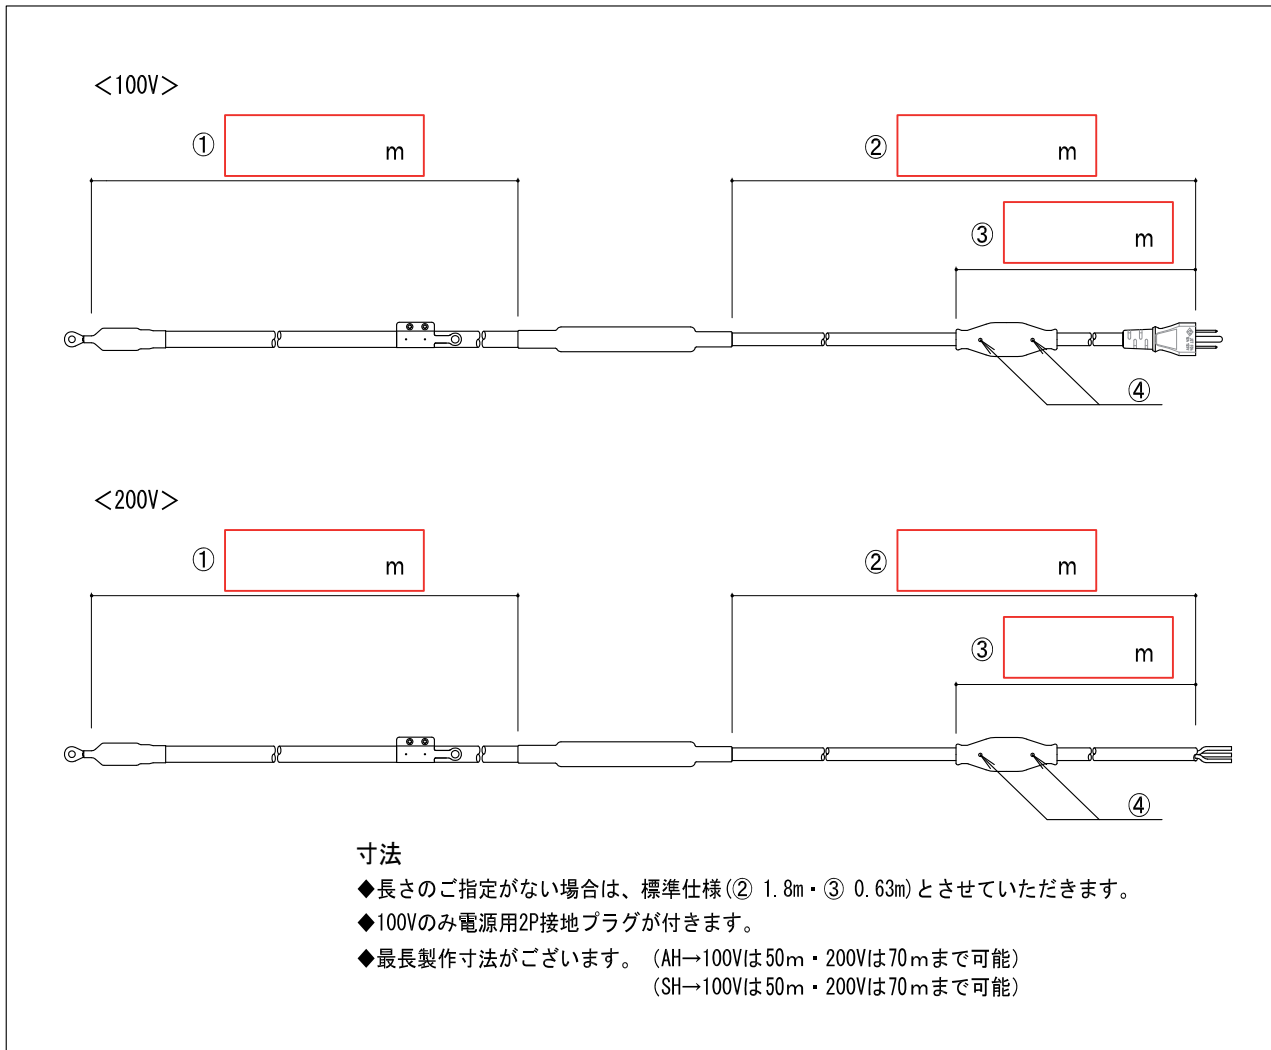 ＜100V＞
① m
② m
③ m
④
＜200V＞
① m
② m
③ m
④
寸法
◆長さのご指定がない場合は、標準仕様(② 1.8m・③ 0.63m)とさせていただきます。
◆100Vのみ電源用2P接地プラグが付きます。
◆最長製作寸法がございます。（AH→100Vは50ｍ・200Vは70ｍまで可能）
（SH→100Vは50ｍ・200Vは70ｍまで可能）